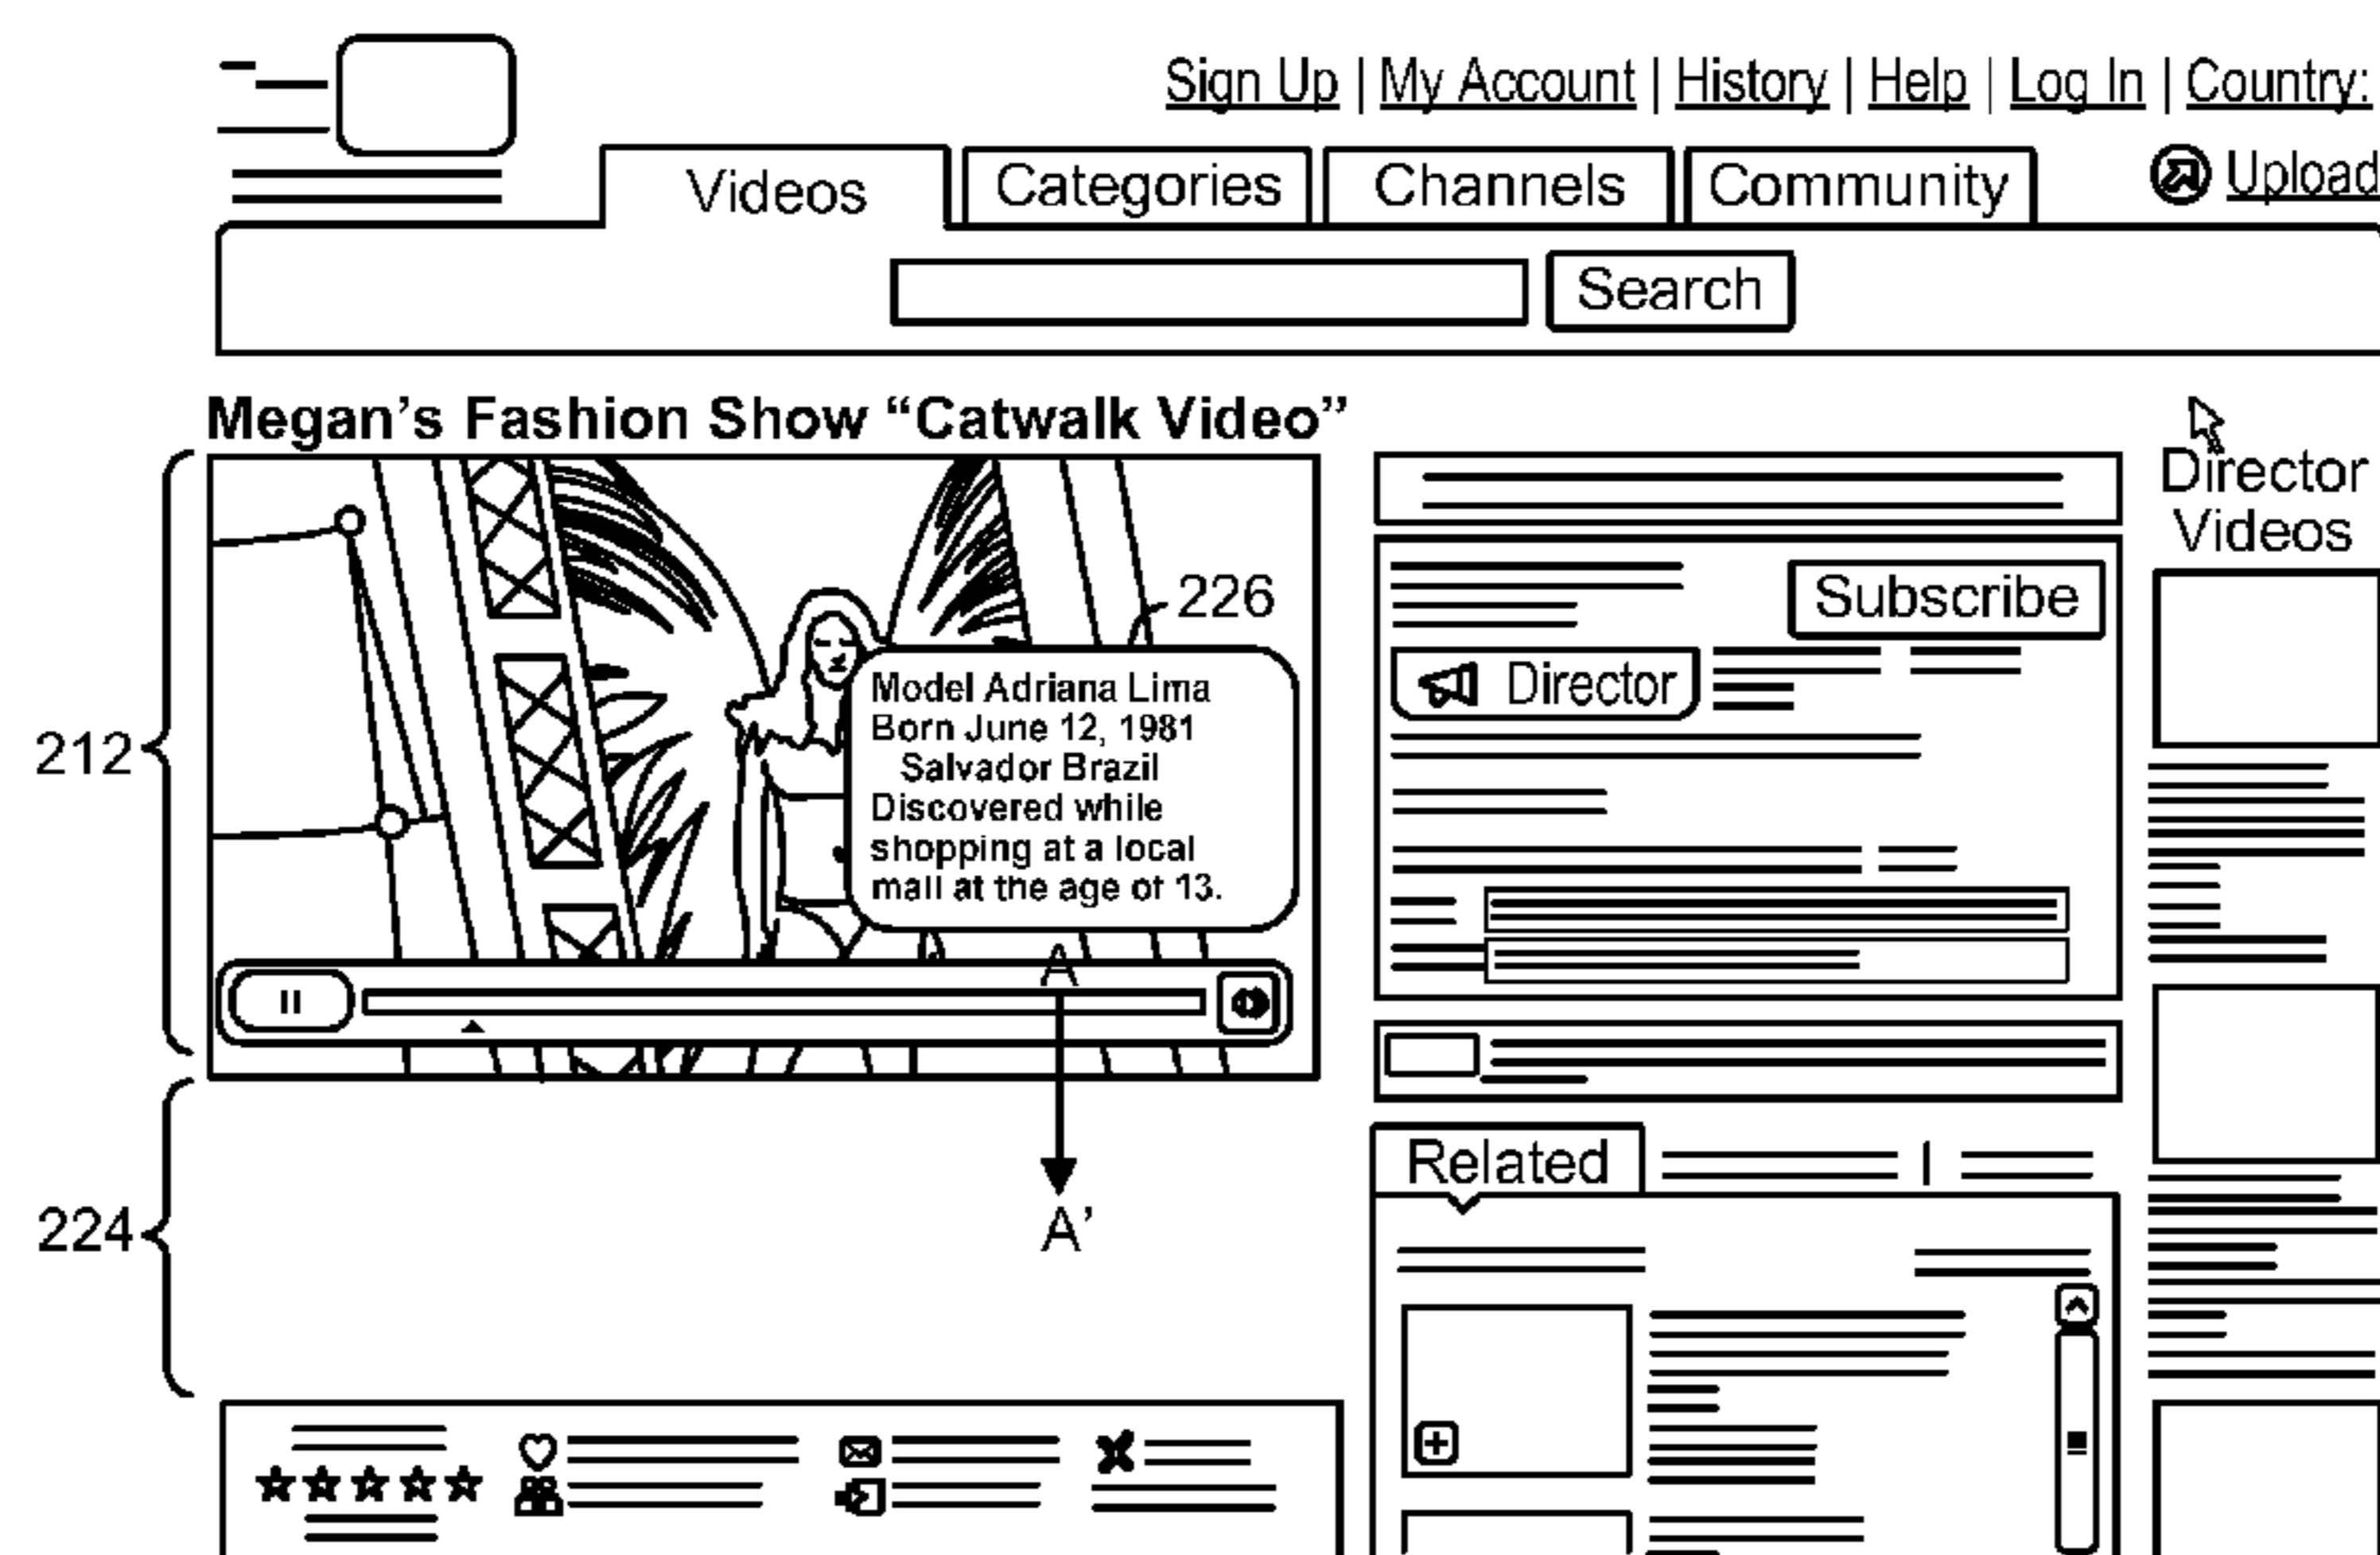 Sign Up | My Account | History | Help | Log In | Country:
Videos
Categories
Channels
Community
Upload
Search
Megan’s Fashion Show “Catwalk Video”
Director
Videos
226
Subscribe
Model Adriana Lima
Born June 12, 1981
Salvador Brazil
Discovered while
shopping at a local
mall at the age of 13.
Director
212
A
A’
224
Related